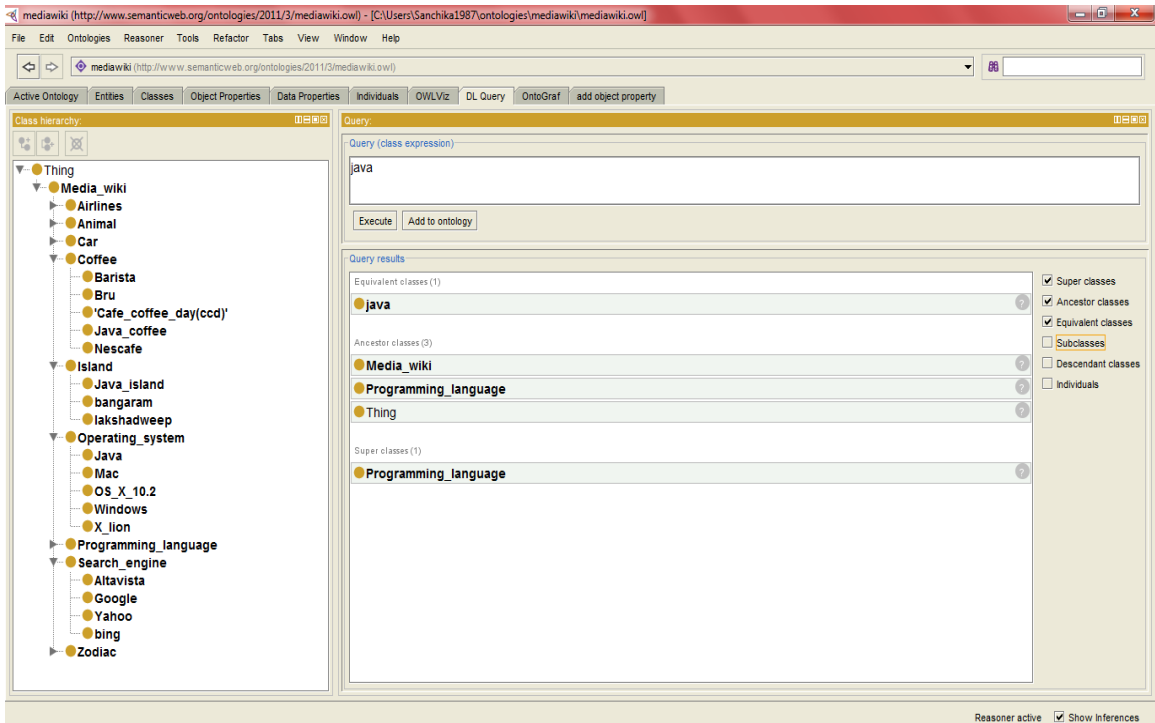 mediawiki (http://www.semanticweb.org/ontologies/2011/3/mediawiki.owl) - [C:\Users\Sanchika1987\ontologies\mediawiki\mediawiki.owl]
File Edit Ontologies Reasoner Tools Refactor Tabs View Window Help
mediawiki (http://www.semanticweb.org/ontologies/2011/3/mediawiki.owl)
Active Ontology Entities Classes Object Properties Data Properties Individuals OWLViz DL Query OntoGraf add object property
Class hierarchy:
Thing
Media_wiki
Airlines
Animal
Car
Coffee
Barista
Bru
'Cafe_coffee_day(ccd)'
Java_coffee
Nescafe
Island
Java_island
bangaram
lakshadweep
Operating_system
Java
Mac
OS_X_10.2
Windows
X_lion
Programming_language
Search_engine
Altavista
Google
Yahoo
bing
Zodiac
Query:
Query (class expression)
java
Execute Add to ontology
Query results
Equivalent classes (1)
java
?
Ancestor classes (3)
Media_wiki
?
Programming_language
?
Thing
?
Super classes (1)
Programming_language
?
Super classes
Ancestor classes
Equivalent classes
Subclasses
Descendant classes
Individuals
Reasoner active Show Inferences